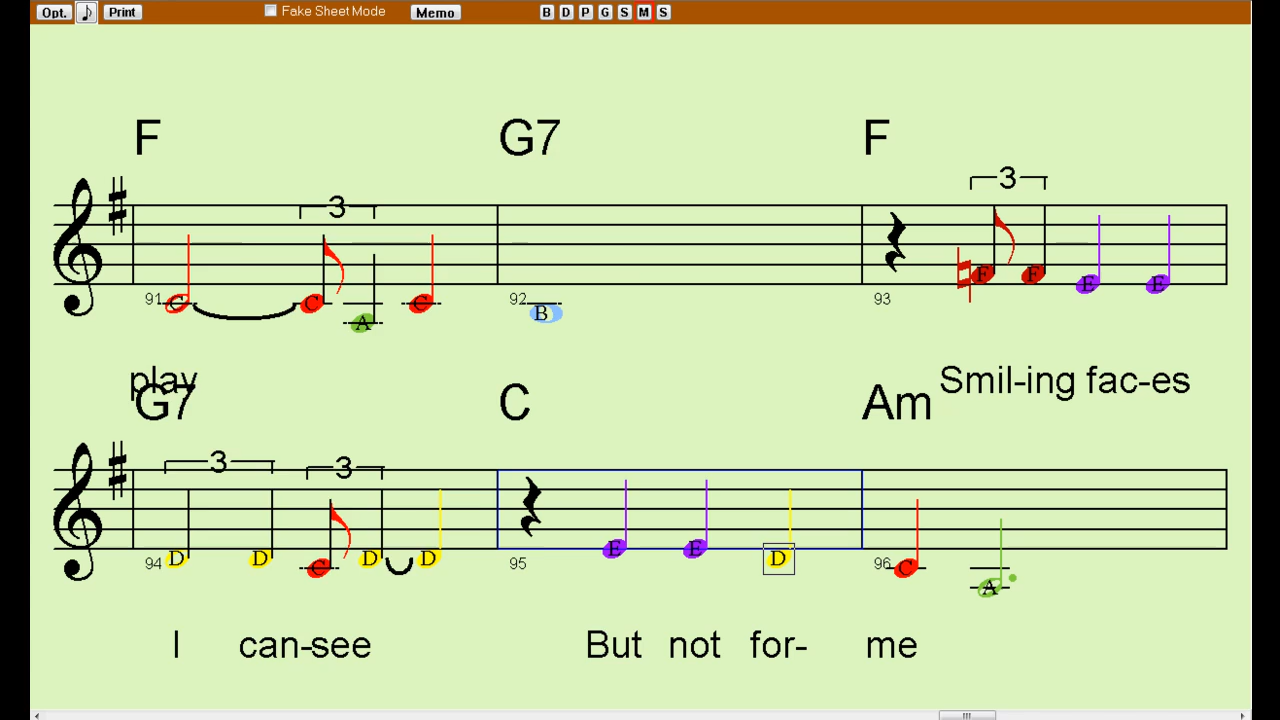 Opt. ♪ Print Fake Sheet Mode Memo B D P G S M S
F G7 F
3 3
91 C C A C 92 B 93 F F E E
play Smil-ing fac-es
G7 C Am
3 3
94 D D C D D 95 E E D 96 C A
I can-see But not for- me